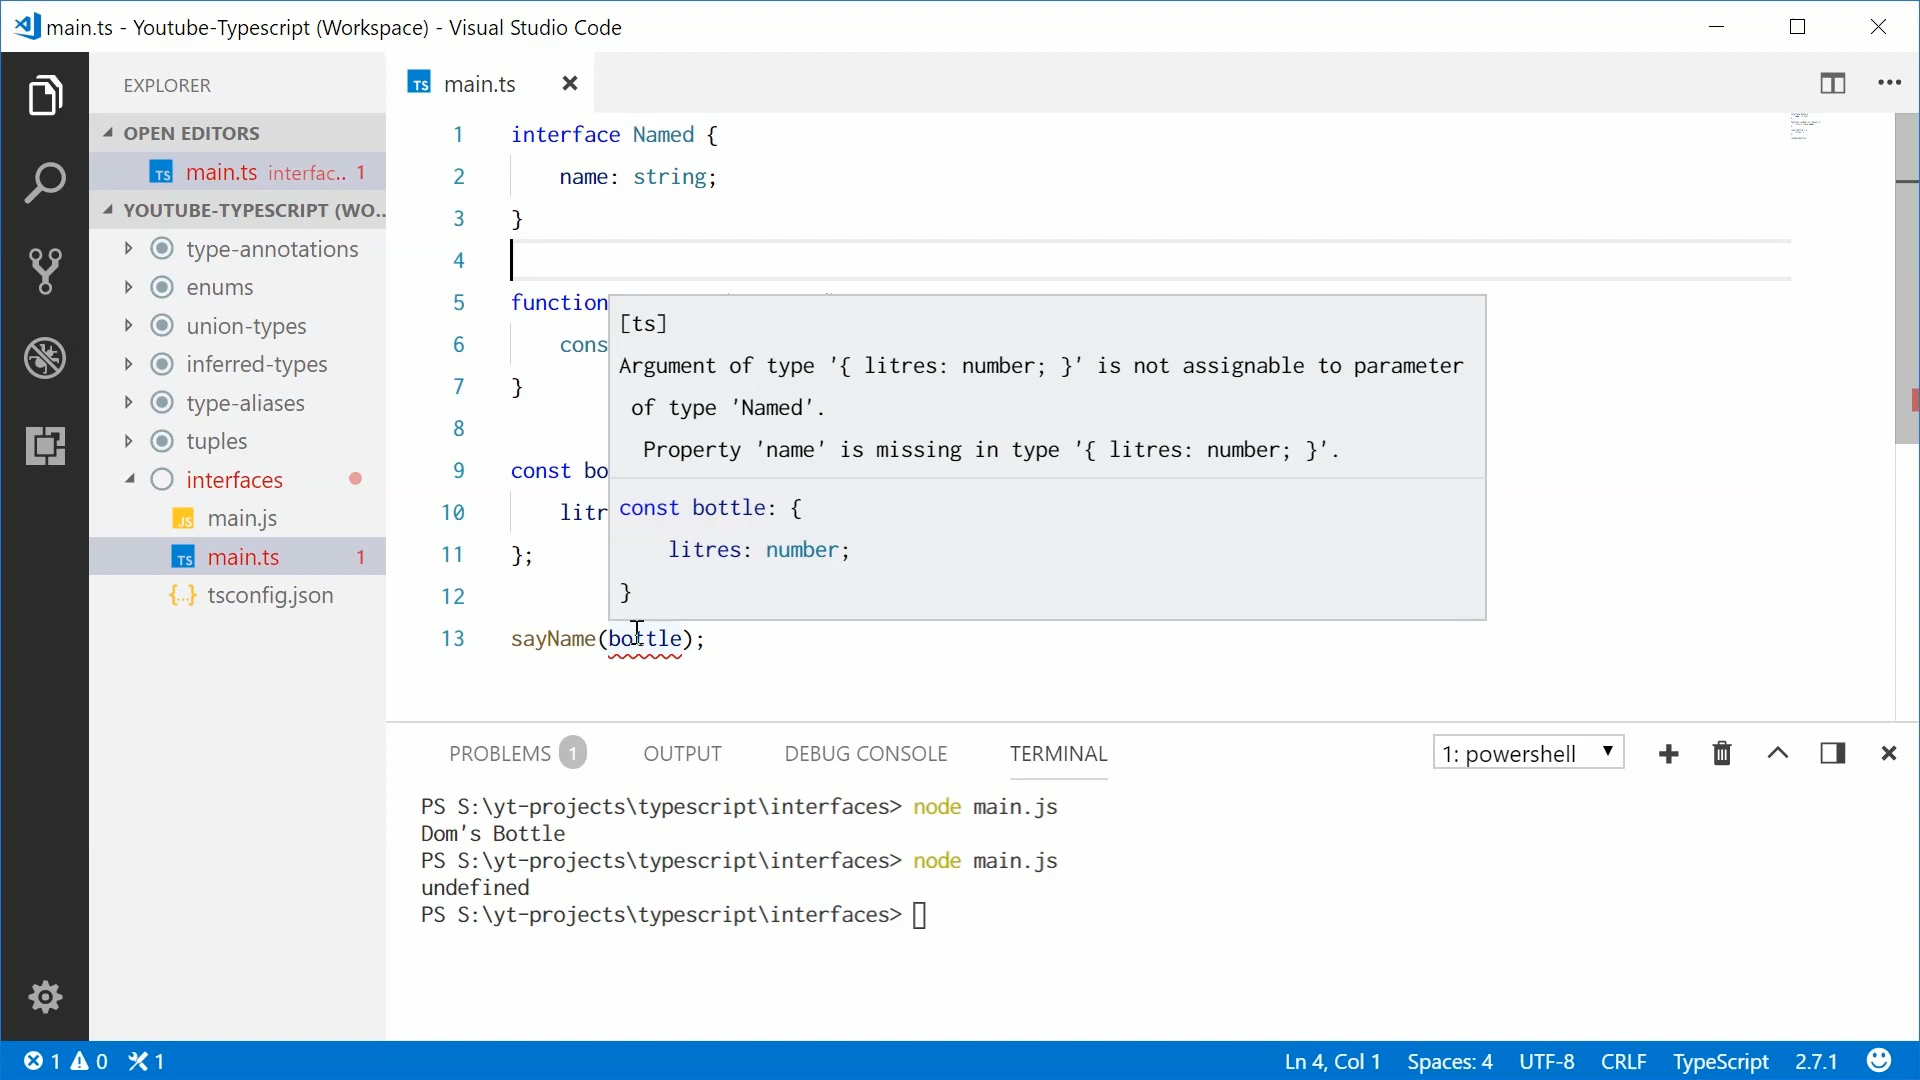 main.ts - Youtube-Typescript (Workspace) - Visual Studio Code
EXPLORER
OPEN EDITORS
TS main.ts interfac.. 1
YOUTUBE-TYPESCRIPT (WO..
type-annotations
enums
union-types
inferred-types
type-aliases
tuples
interfaces
JS main.js
TS main.ts 1
{..} tsconfig.json
TS main.ts
1 interface Named {
2 name: string;
3 }
4
5 function
6 cons
7 }
8
9 const bo
10 litr
11 };
12
13 sayName(bottle);
[ts]
Argument of type '{ litres: number; }' is not assignable to parameter
of type 'Named'.
Property 'name' is missing in type '{ litres: number; }'.
const bottle: {
litres: number;
}
PROBLEMS 1 OUTPUT DEBUG CONSOLE TERMINAL 1: powershell
PS S:\yt-projects\typescript\interfaces> node main.js
Dom's Bottle
PS S:\yt-projects\typescript\interfaces> node main.js
undefined
PS S:\yt-projects\typescript\interfaces>
1 0 1 Ln 4, Col 1 Spaces: 4 UTF-8 CRLF TypeScript 2.7.1